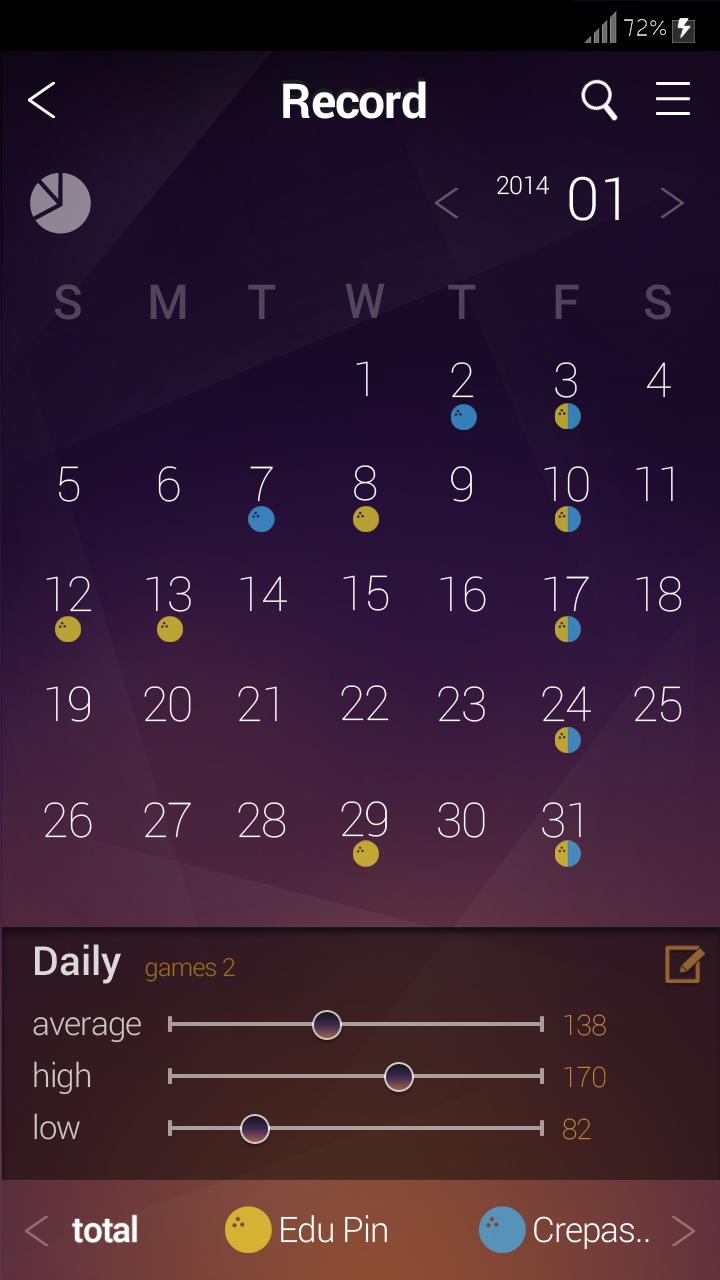 72%
Record
2014 01
S M T W T F S
1 2 3 4
5 6 7 8 9 10 11
12 13 14 15 16 17 18
19 20 21 22 23 24 25
26 27 28 29 30 31
Daily games 2
average 138
high 170
low 82
total Edu Pin Crepas..